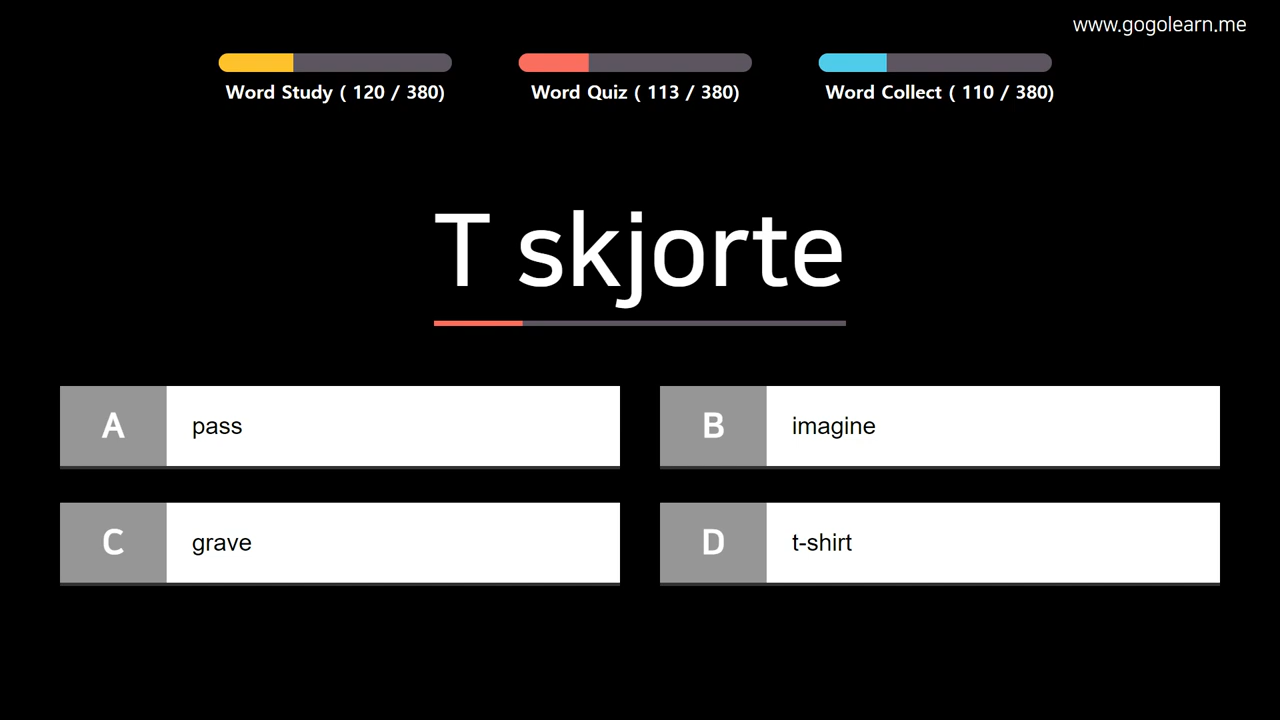 www.gogolearn.me
Word Study ( 120 / 380)
Word Quiz ( 113 / 380)
Word Collect ( 110 / 380)
T skjorte
A
pass
B
imagine
C
grave
D
t-shirt